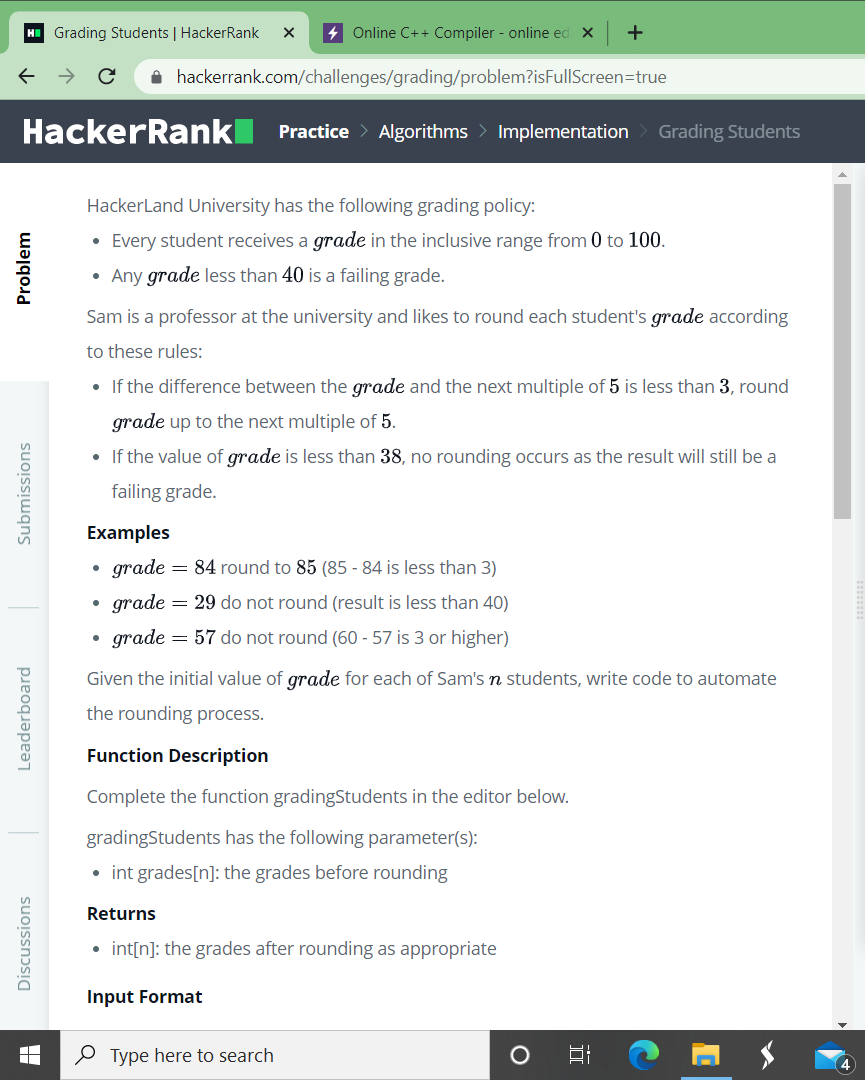 Grading Students | HackerRank
Online C++ Compiler - online ed
hackerrank.com/challenges/grading/problem?isFullScreen=true
HackerRank
Practice > Algorithms > Implementation > Grading Students
Problem
Submissions
Leaderboard
Discussions
HackerLand University has the following grading policy:
• Every student receives a grade in the inclusive range from 0 to 100.
• Any grade less than 40 is a failing grade.
Sam is a professor at the university and likes to round each student's grade according
to these rules:
• If the difference between the grade and the next multiple of 5 is less than 3, round
grade up to the next multiple of 5.
• If the value of grade is less than 38, no rounding occurs as the result will still be a
failing grade.
Examples
• grade = 84 round to 85 (85 - 84 is less than 3)
• grade = 29 do not round (result is less than 40)
• grade = 57 do not round (60 - 57 is 3 or higher)
Given the initial value of grade for each of Sam's n students, write code to automate
the rounding process.
Function Description
Complete the function gradingStudents in the editor below.
gradingStudents has the following parameter(s):
• int grades[n]: the grades before rounding
Returns
• int[n]: the grades after rounding as appropriate
Input Format
Type here to search
4